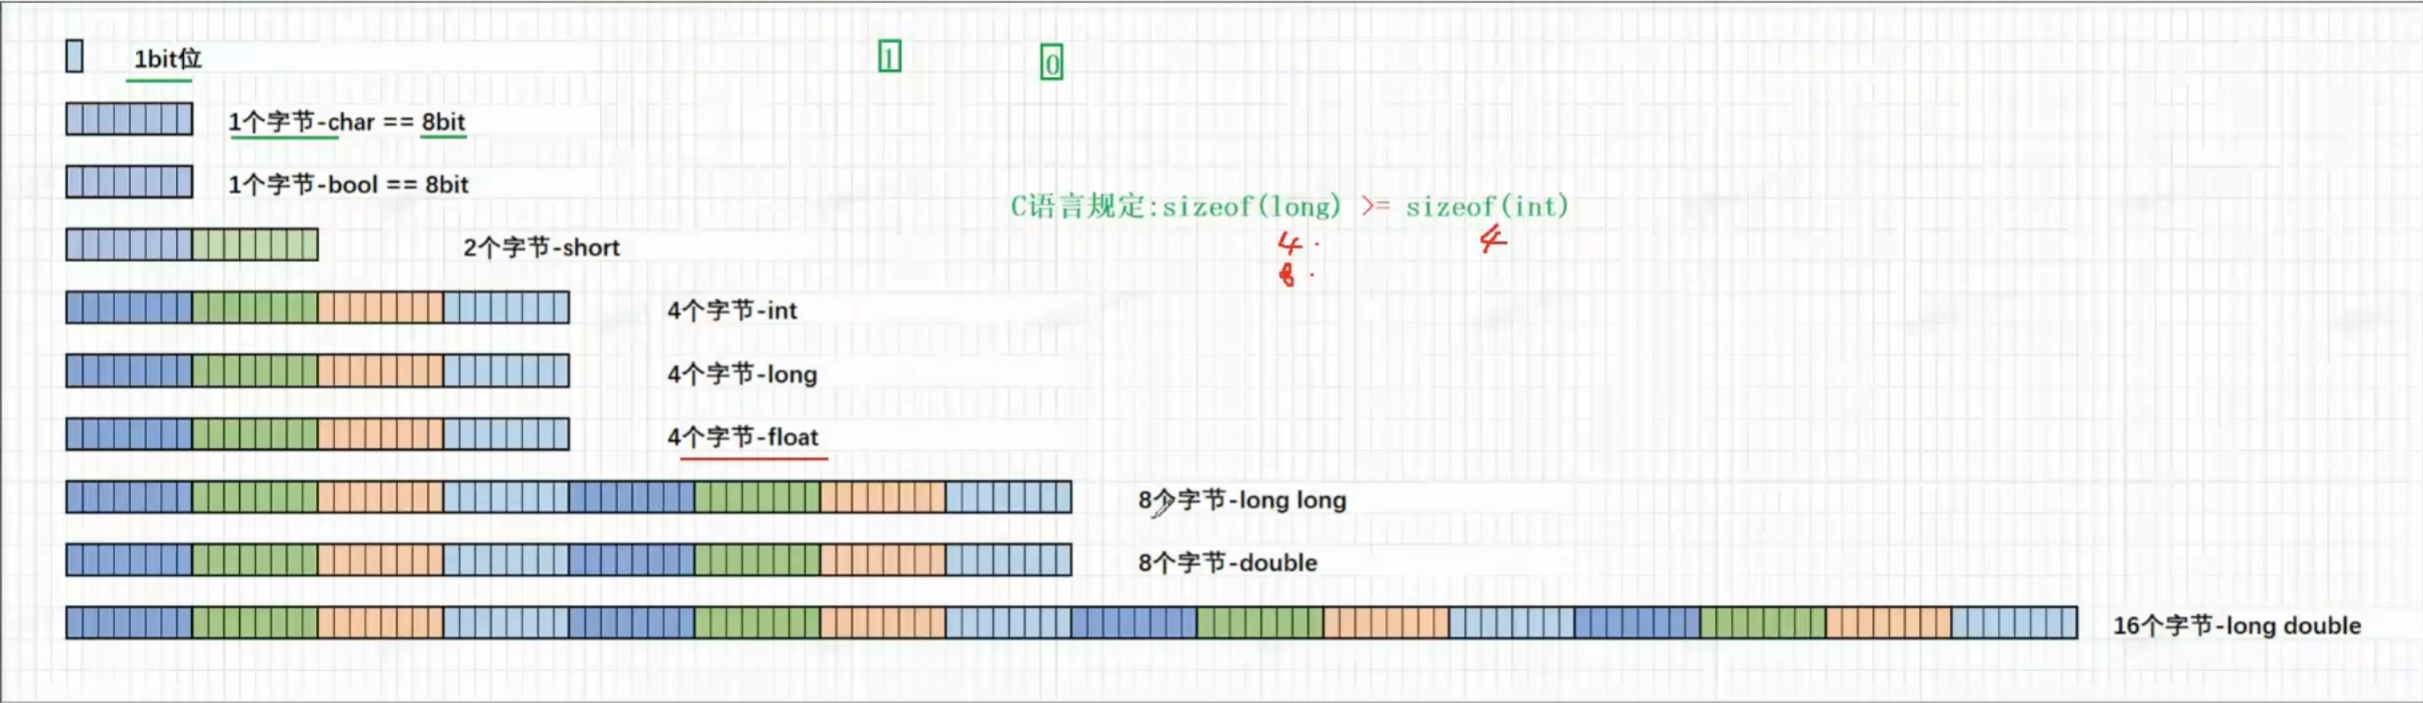 1bit位
1
0
1个字节-char == 8bit
1个字节-bool == 8bit
C语言规定:sizeof(long) >= sizeof(int)
4
4
8
2个字节-short
4个字节-int
4个字节-long
4个字节-float
8个字节-long long
8个字节-double
16个字节-long double